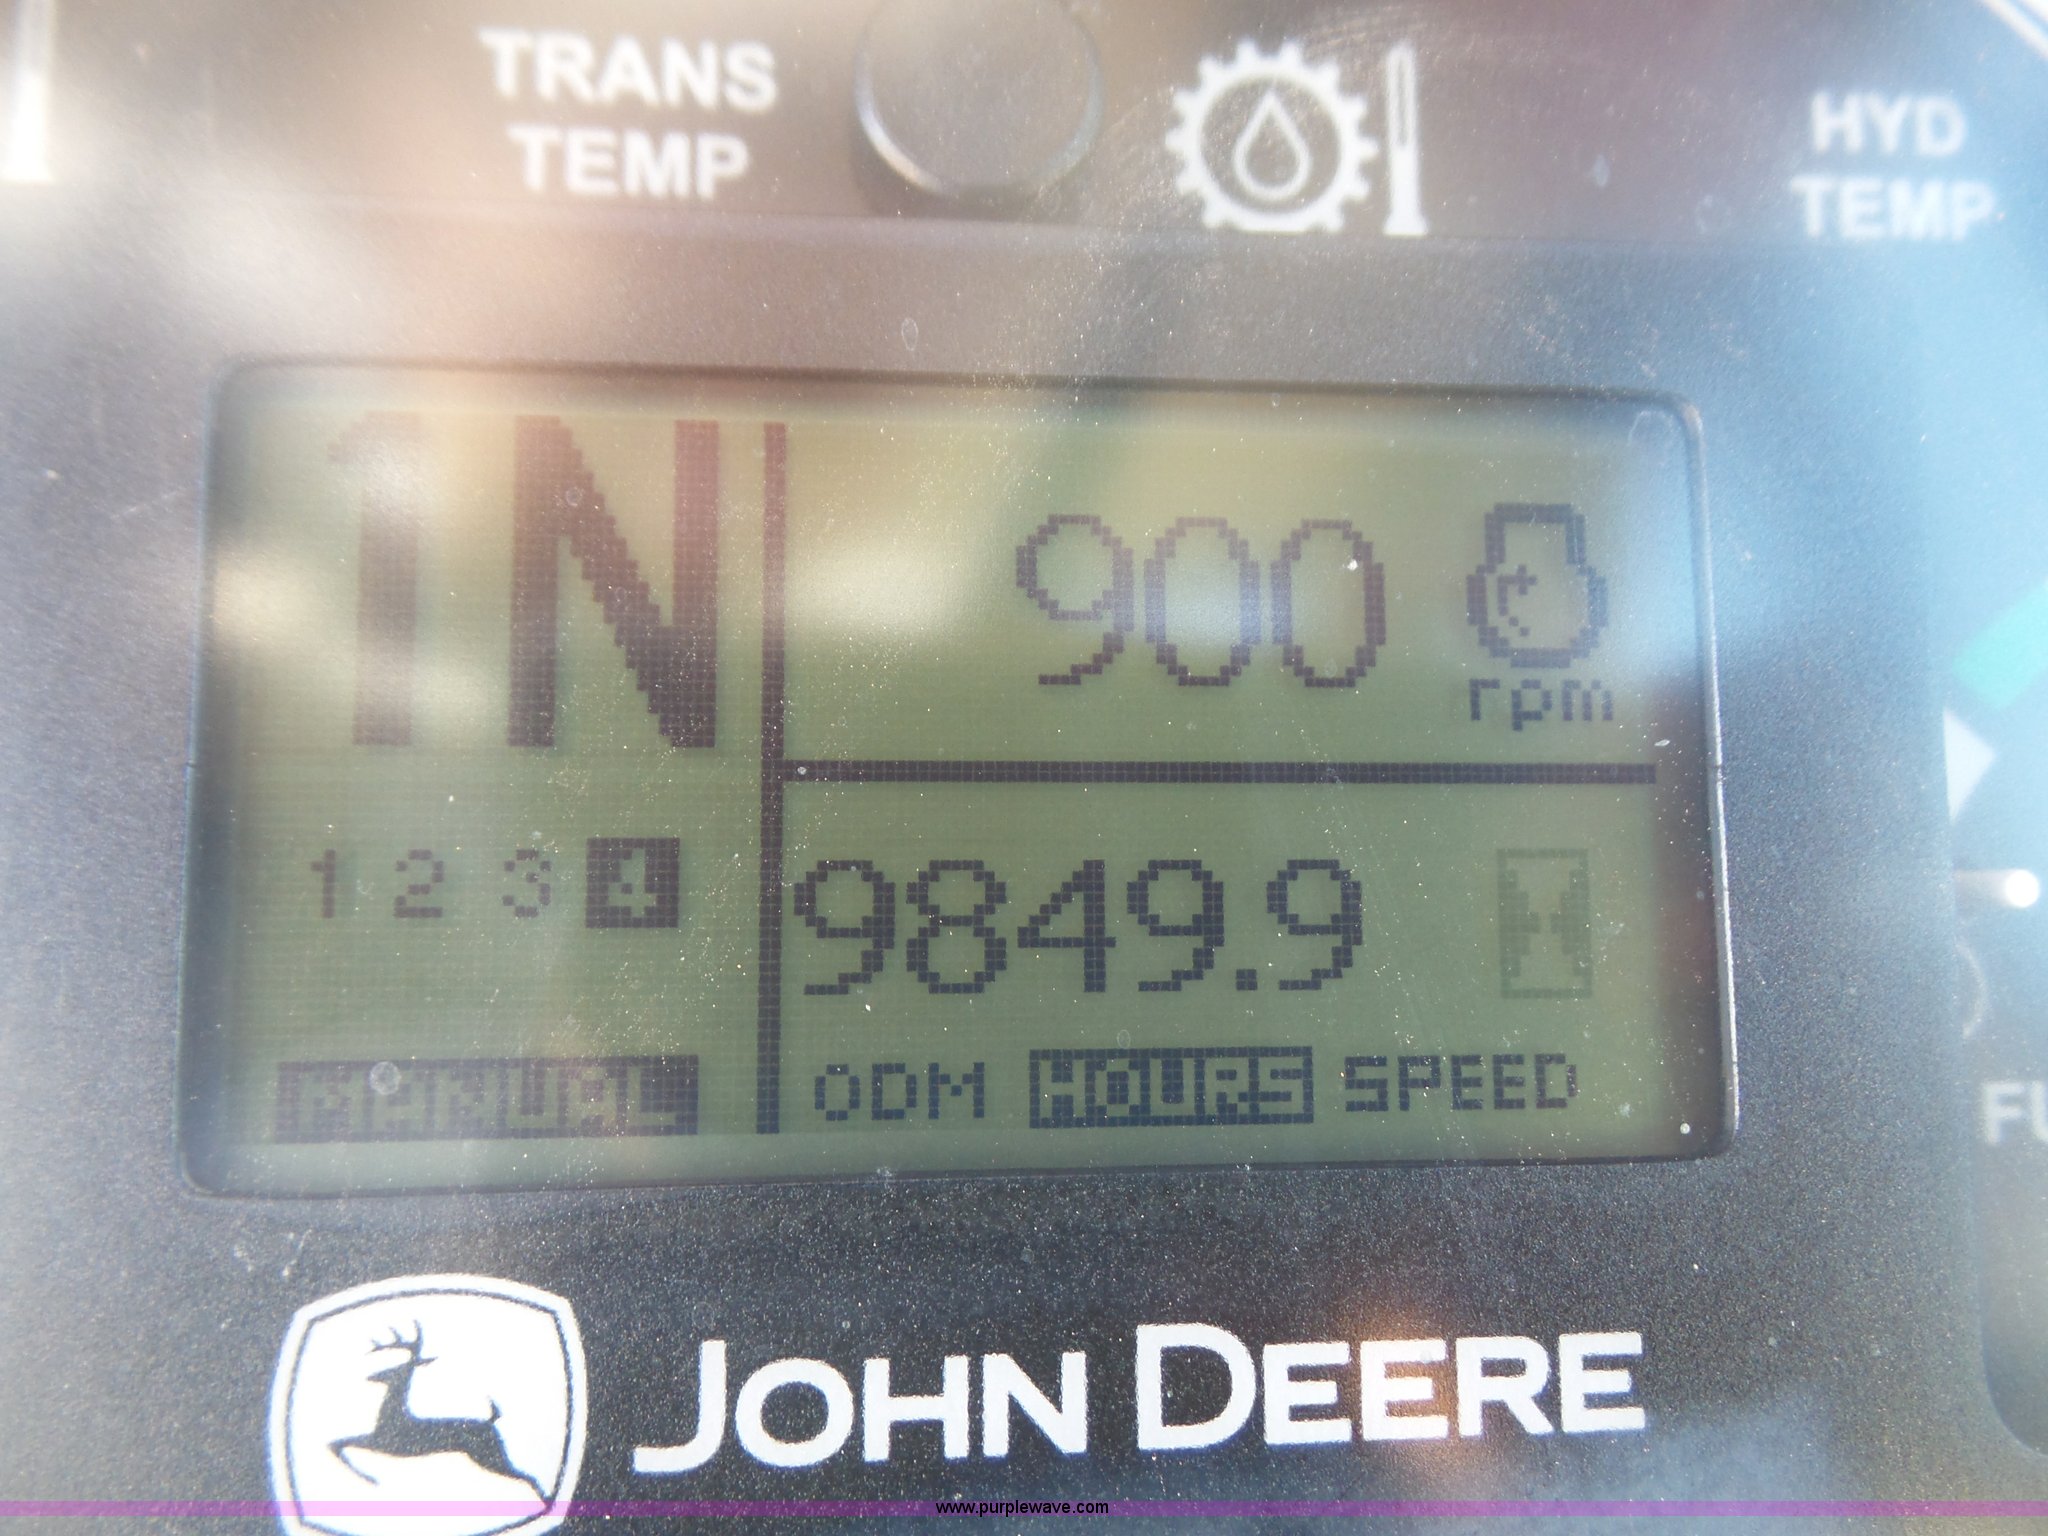 TRANS
TEMP
HYD
TEMP
1N
900
rpm
1 2 3 4
9849.9
MANUAL
ODM HOURS SPEED
FU
JOHN DEERE
www.purplewave.com